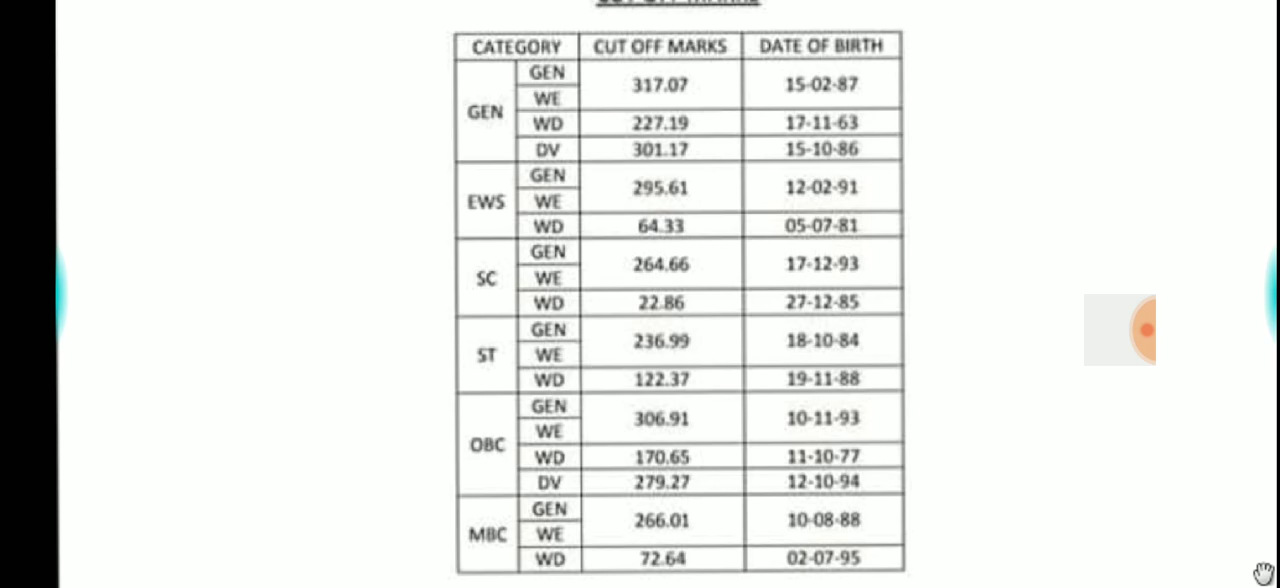 CATEGORY CUT OFF MARKS DATE OF BIRTH
GEN GEN 317.07 15-02-87
WE
WD 227.19 17-11-63
DV 301.17 15-10-86
EWS GEN 295.61 12-02-91
WE
WD 64.33 05-07-81
SC GEN 264.66 17-12-93
WE
WD 22.86 27-12-85
ST GEN 236.99 18-10-84
WE
WD 122.37 19-11-88
OBC GEN 306.91 10-11-93
WE
WD 170.65 11-10-77
DV 279.27 12-10-94
MBC GEN 266.01 10-08-88
WE
WD 72.64 02-07-95